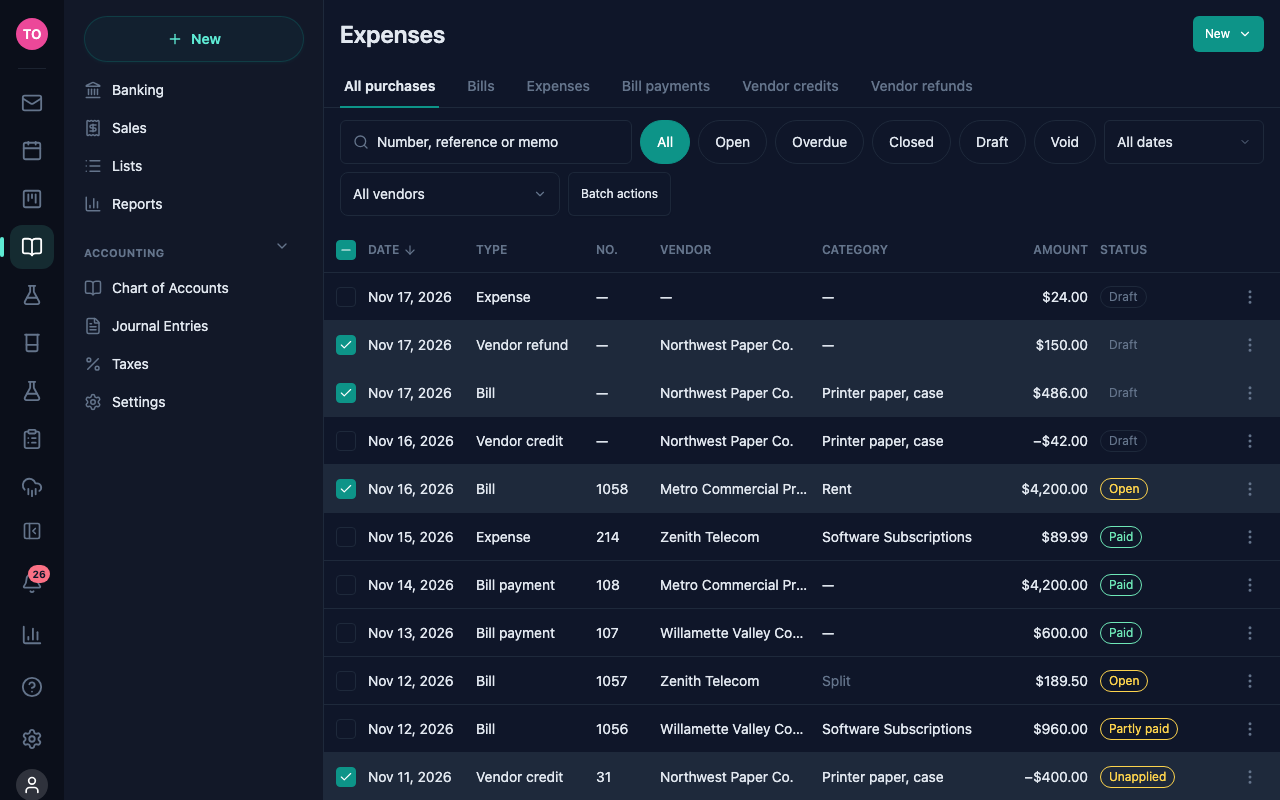 TO
New
Banking
Sales
Lists
Reports
ACCOUNTING
Chart of Accounts
Journal Entries
Taxes
Settings
26
Expenses
New
All purchases Bills Expenses Bill payments Vendor credits Vendor refunds
Number, reference or memo All Open Overdue Closed Draft Void All dates
All vendors Batch actions
DATE TYPE NO. VENDOR CATEGORY AMOUNT STATUS
Nov 17, 2026 Expense — — — $24.00 Draft
Nov 17, 2026 Vendor refund — Northwest Paper Co. — $150.00 Draft
Nov 17, 2026 Bill — Northwest Paper Co. Printer paper, case $486.00 Draft
Nov 16, 2026 Vendor credit — Northwest Paper Co. Printer paper, case –$42.00 Draft
Nov 16, 2026 Bill 1058 Metro Commercial Pr... Rent $4,200.00 Open
Nov 15, 2026 Expense 214 Zenith Telecom Software Subscriptions $89.99 Paid
Nov 14, 2026 Bill payment 108 Metro Commercial Pr... — $4,200.00 Paid
Nov 13, 2026 Bill payment 107 Willamette Valley Co... — $600.00 Paid
Nov 12, 2026 Bill 1057 Zenith Telecom Split $189.50 Open
Nov 12, 2026 Bill 1056 Willamette Valley Co... Software Subscriptions $960.00 Partly paid
Nov 11, 2026 Vendor credit 31 Northwest Paper Co. Printer paper, case –$400.00 Unapplied